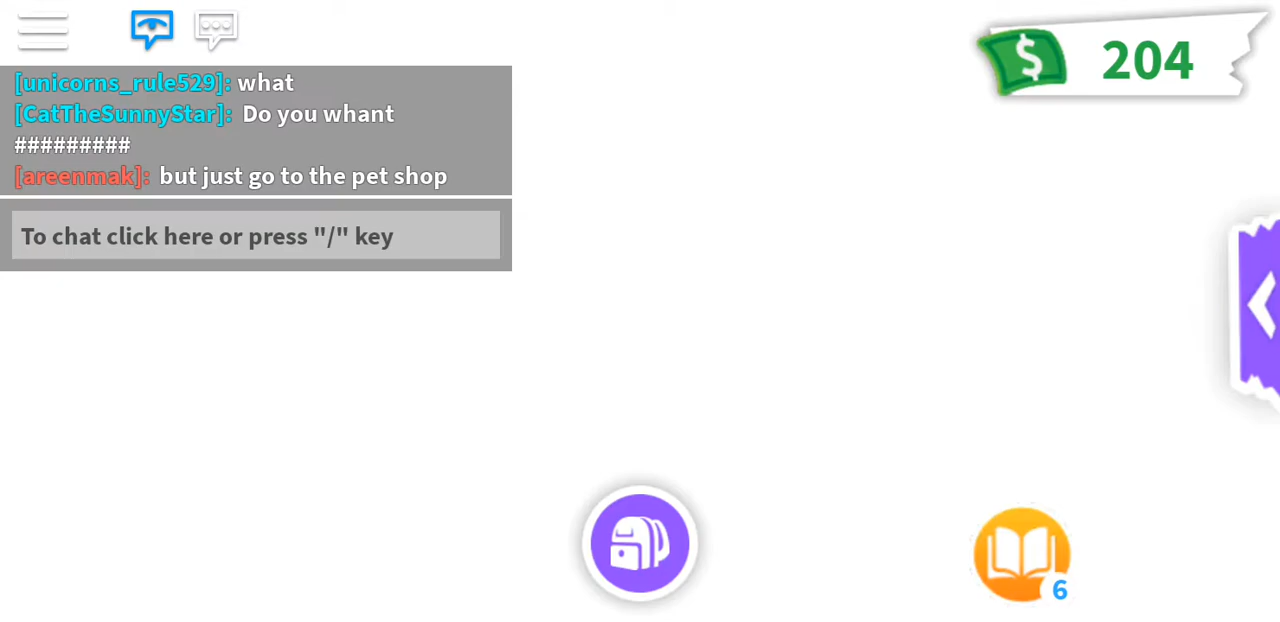 204
[unicorns_rule529]: what
[CatTheSunnyStar]: Do you whant
#########
[areenmak]: but just go to the pet shop
To chat click here or press "/" key
6